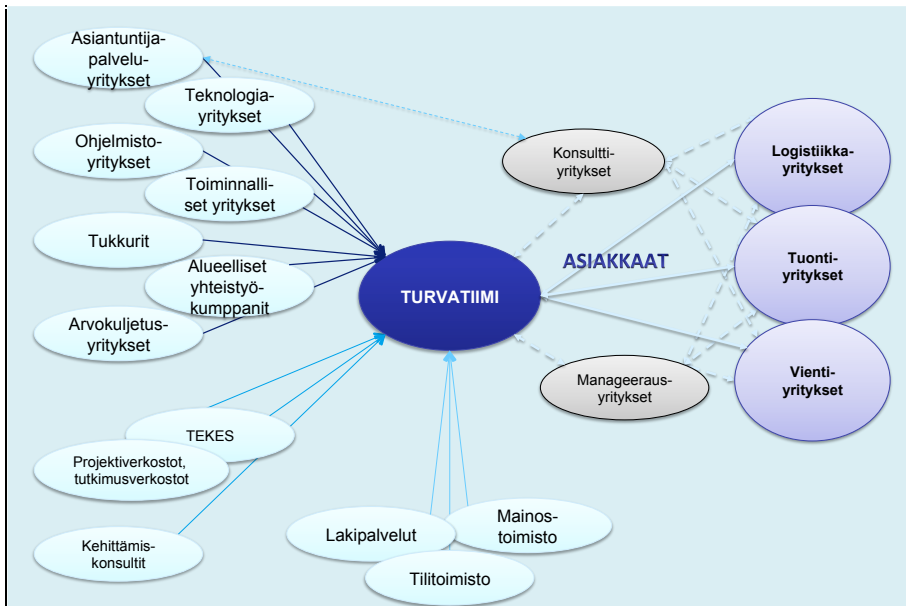 Asiantuntija-
palvelu-
yritykset
Teknologia-
yritykset
Ohjelmisto-
yritykset
Toiminnalli-
set yritykset
Tukkurit
Alueelliset
yhteistyö-
kumppanit
Arvokuljetus-
yritykset
TEKES
Projektiverkostot,
tutkimusverkostot
Kehittämis-
konsultit
Lakipalvelut
Mainos-
toimisto
Tilitoimisto
TURVATIIMI
Konsultti-
yritykset
ASIAKKAAT
Manageeraus-
yritykset
Logistiikka-
yritykset
Tuonti-
yritykset
Vienti-
yritykset